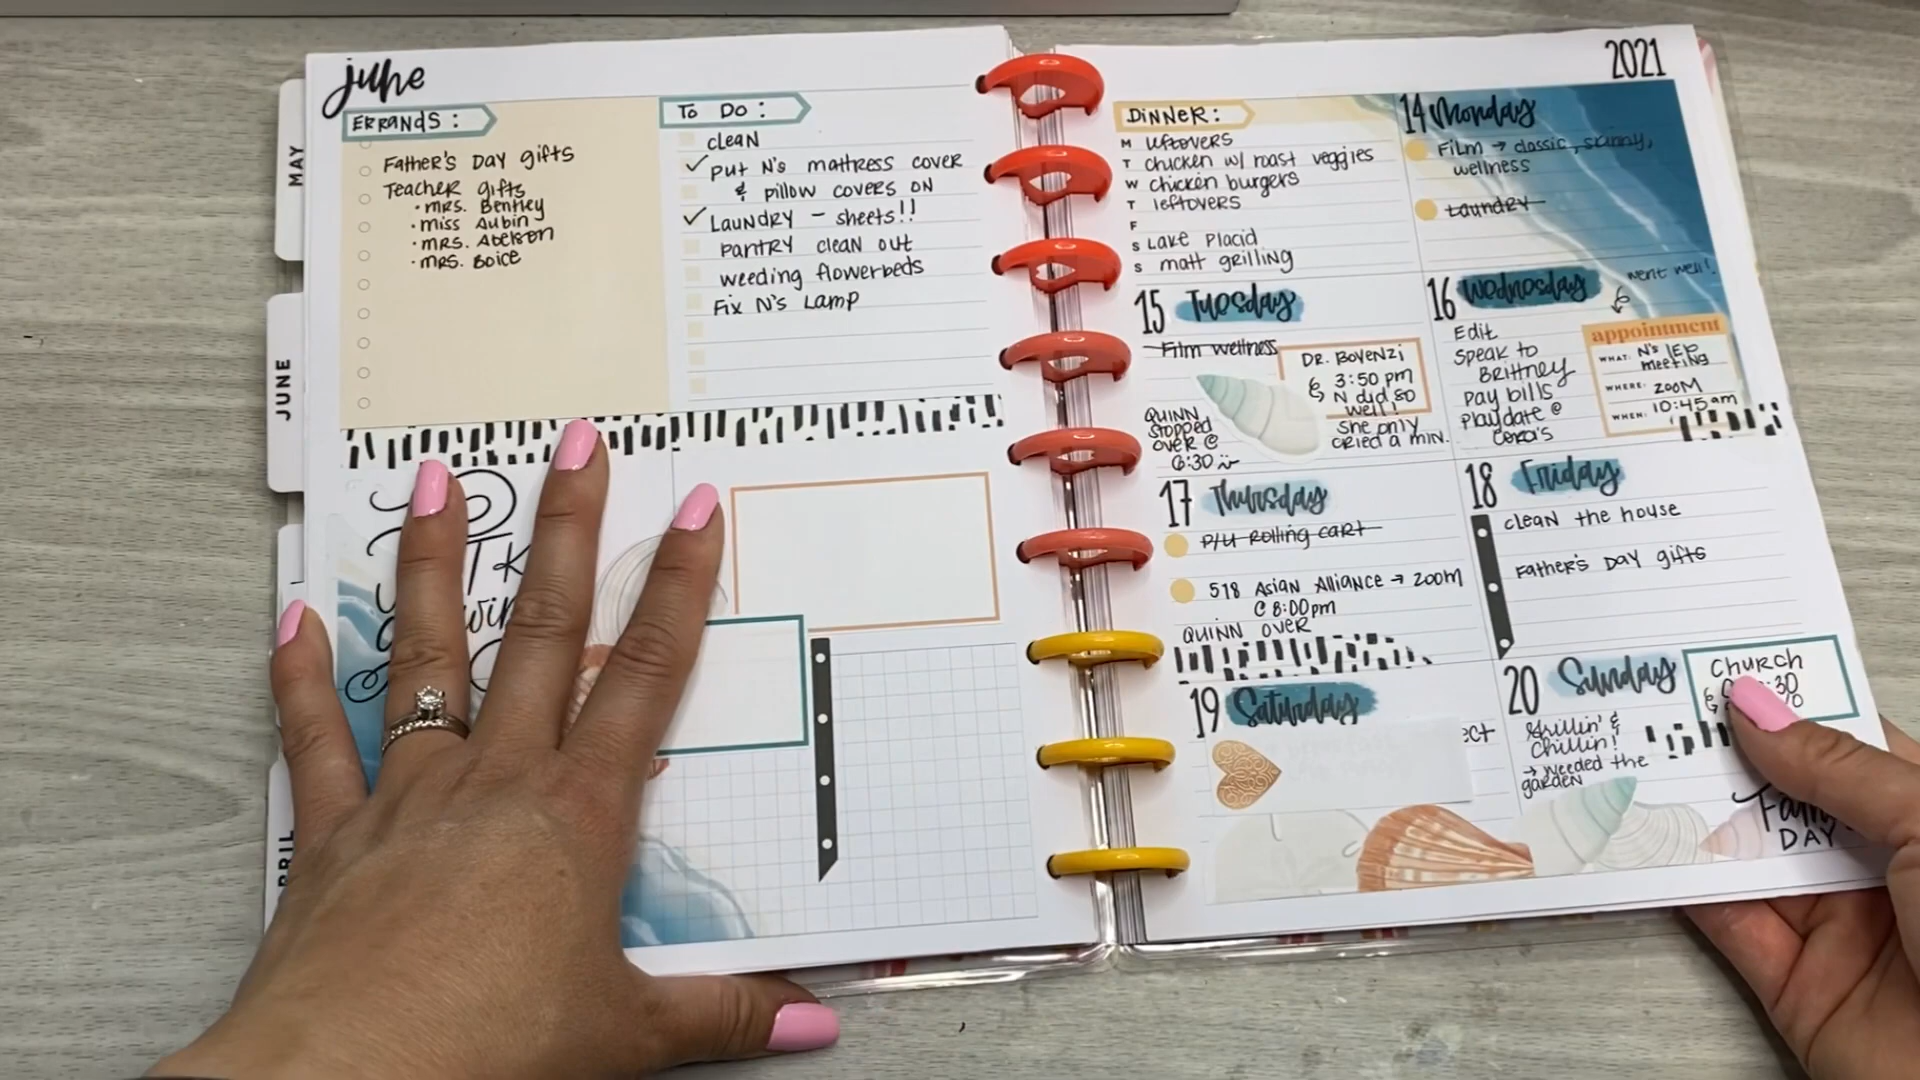 june
2021
MAY
JUNE
ERRANDS:
FATHER'S DAY gifts
TEACHER gifts
• MRS. Bentley
• Miss Aubin
• MRS. Abelson
• MRS. Boice
TO DO:
clean
✓ put N's mattress cover
& pillow covers on
✓ Laundry - sheets!!
Pantry clean out
weeding flowerbeds
Fix N's Lamp
DINNER:
M leftovers
T chicken w/ roast veggies
W chicken burgers
T leftovers
F
S Lake Placid
S matt grilling
14 Monday
Film → classic, skinny,
wellness
Laundry
15 Tuesday
Film wellness
DR. BOVENZI
3:50 pm
N did so
well!
She only
cried a min.
QUINN
stopped
over @
6:30
16 Wednesday
went well!
Edit
Speak to
Brittney
pay bills
playdate @
Cora's
appointment
WHAT: N's IEP
meeting
WHERE: ZOOM
WHEN: 10:45am
17 Thursday
P/U Rolling cart
518 Asian Alliance → zoom
@ 8:00pm
QUINN OVER
18 Friday
clean the house
Father's Day gifts
19 Saturday
ect
20 Sunday
Church
:30
Grillin' &
chillin'!
→ weeded the
garden
DAY